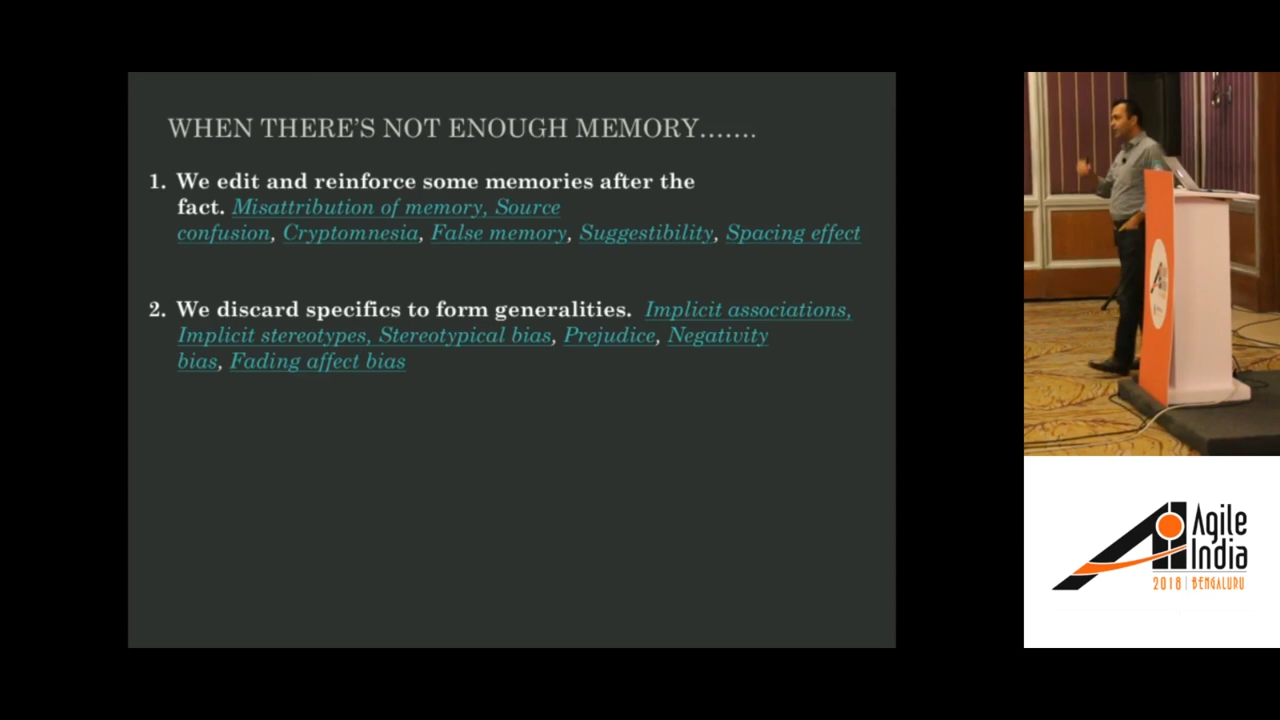 WHEN THERE'S NOT ENOUGH MEMORY.......
1. We edit and reinforce some memories after the
fact. Misattribution of memory, Source
confusion, Cryptomnesia, False memory, Suggestibility, Spacing effect
2. We discard specifics to form generalities. Implicit associations,
Implicit stereotypes, Stereotypical bias, Prejudice, Negativity
bias, Fading affect bias
Agile
India
2018 | BENGALURU